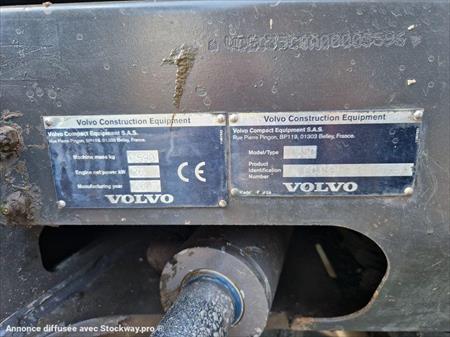 Volvo Construction Equipment
Volvo Compact Equipment S.A.S.
Rue Pierre Pingon, BP119, 01303 Belley, France.
Machine mass kg
Engine net power kW
Manufacturing year
CE
VOLVO
Volvo Construction Equipment
Volvo Compact Equipment S.A.S.
Rue Pierre Pingon, BP119, 01303 Belley, France.
Model/Type
Product
Identification
Number
VOLVO
Annonce diffusée avec Stockway.pro